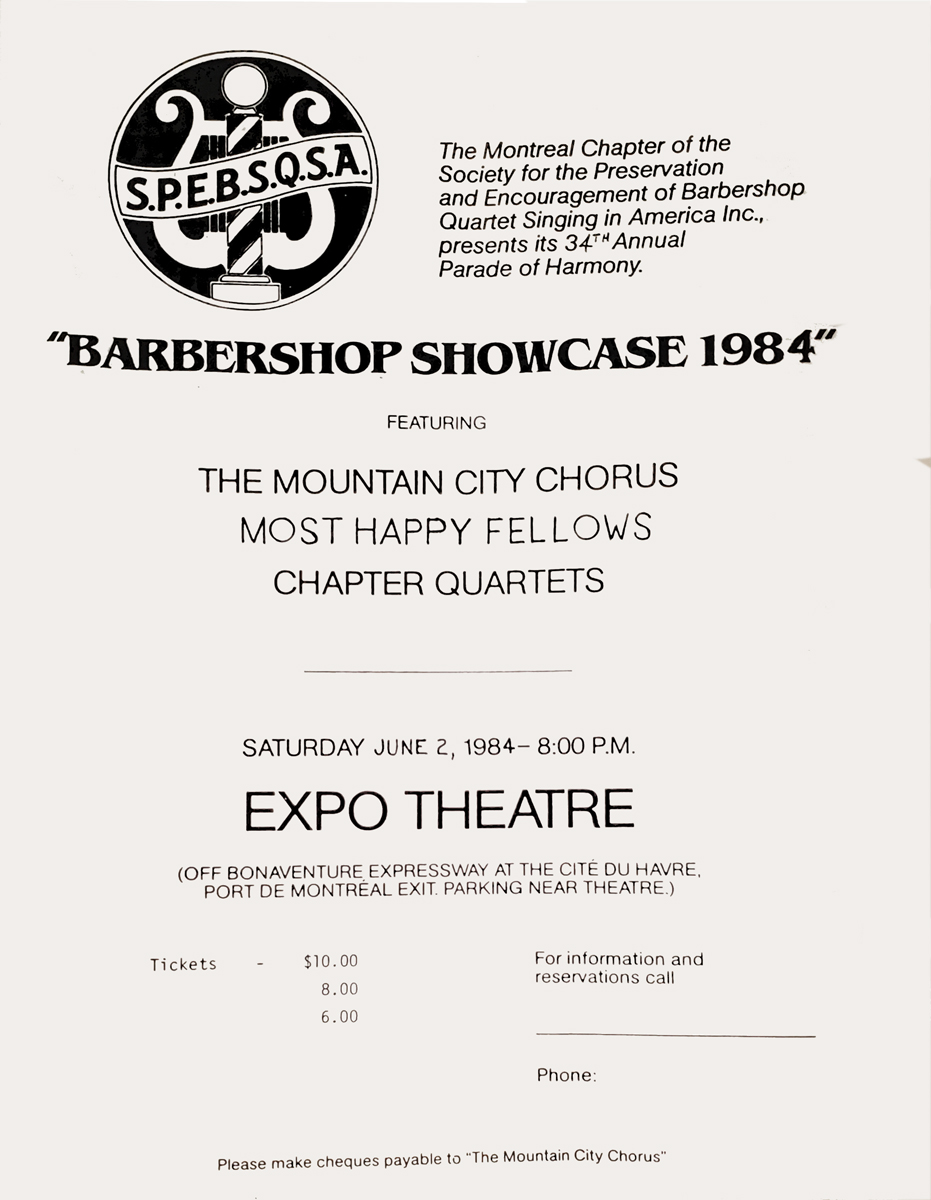 S.P.E.B.S.Q.S.A.
The Montreal Chapter of the
Society for the Preservation
and Encouragement of Barbershop
Quartet Singing in America Inc.,
presents its 34TH Annual
Parade of Harmony.
"BARBERSHOP SHOWCASE 1984"
FEATURING
THE MOUNTAIN CITY CHORUS
MOST HAPPY FELLOWS
CHAPTER QUARTETS
SATURDAY JUNE 2, 1984– 8:00 P.M.
EXPO THEATRE
(OFF BONAVENTURE EXPRESSWAY AT THE CITÉ DU HAVRE,
PORT DE MONTRÉAL EXIT. PARKING NEAR THEATRE.)
Tickets - $10.00
8.00
6.00
For information and
reservations call
Phone:
Please make cheques payable to "The Mountain City Chorus"